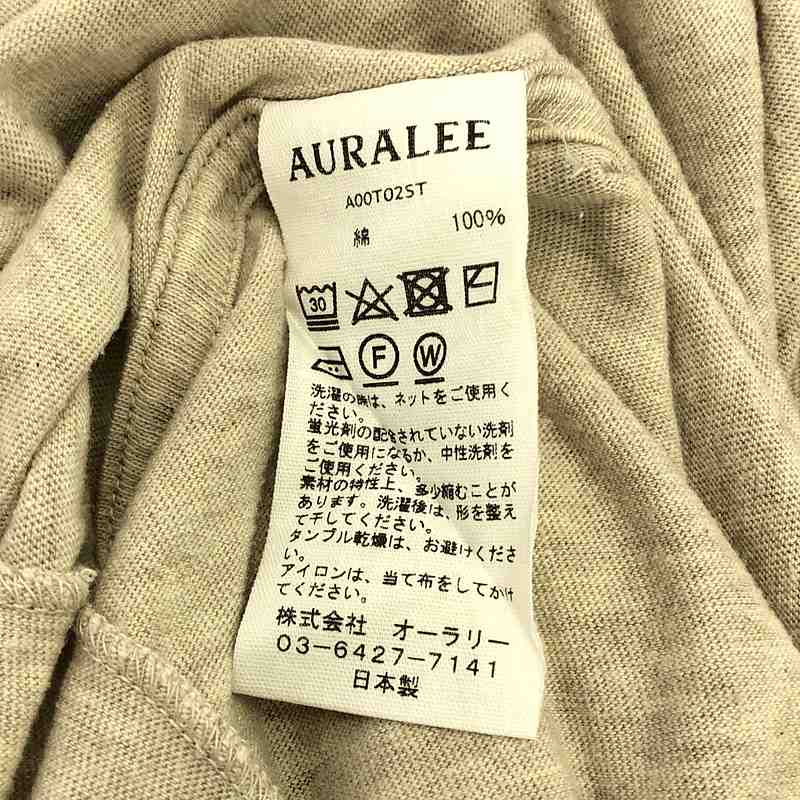 AURALEE
A00T02ST
綿 100%
30
F W
洗濯の時は、ネットをご使用く
ださい。
蛍光剤の配合されていない洗剤
をご使用になるか、中性洗剤を
ご使用ください。
素材の特性上、多少縮むことが
あります。洗濯後は、形を整え
て干してください。
タンブル乾燥は、お避けくださ
い。
アイロンは、当て布をしてかけ
てください。
株式会社 オーラリー
03-6427-7141
日本製